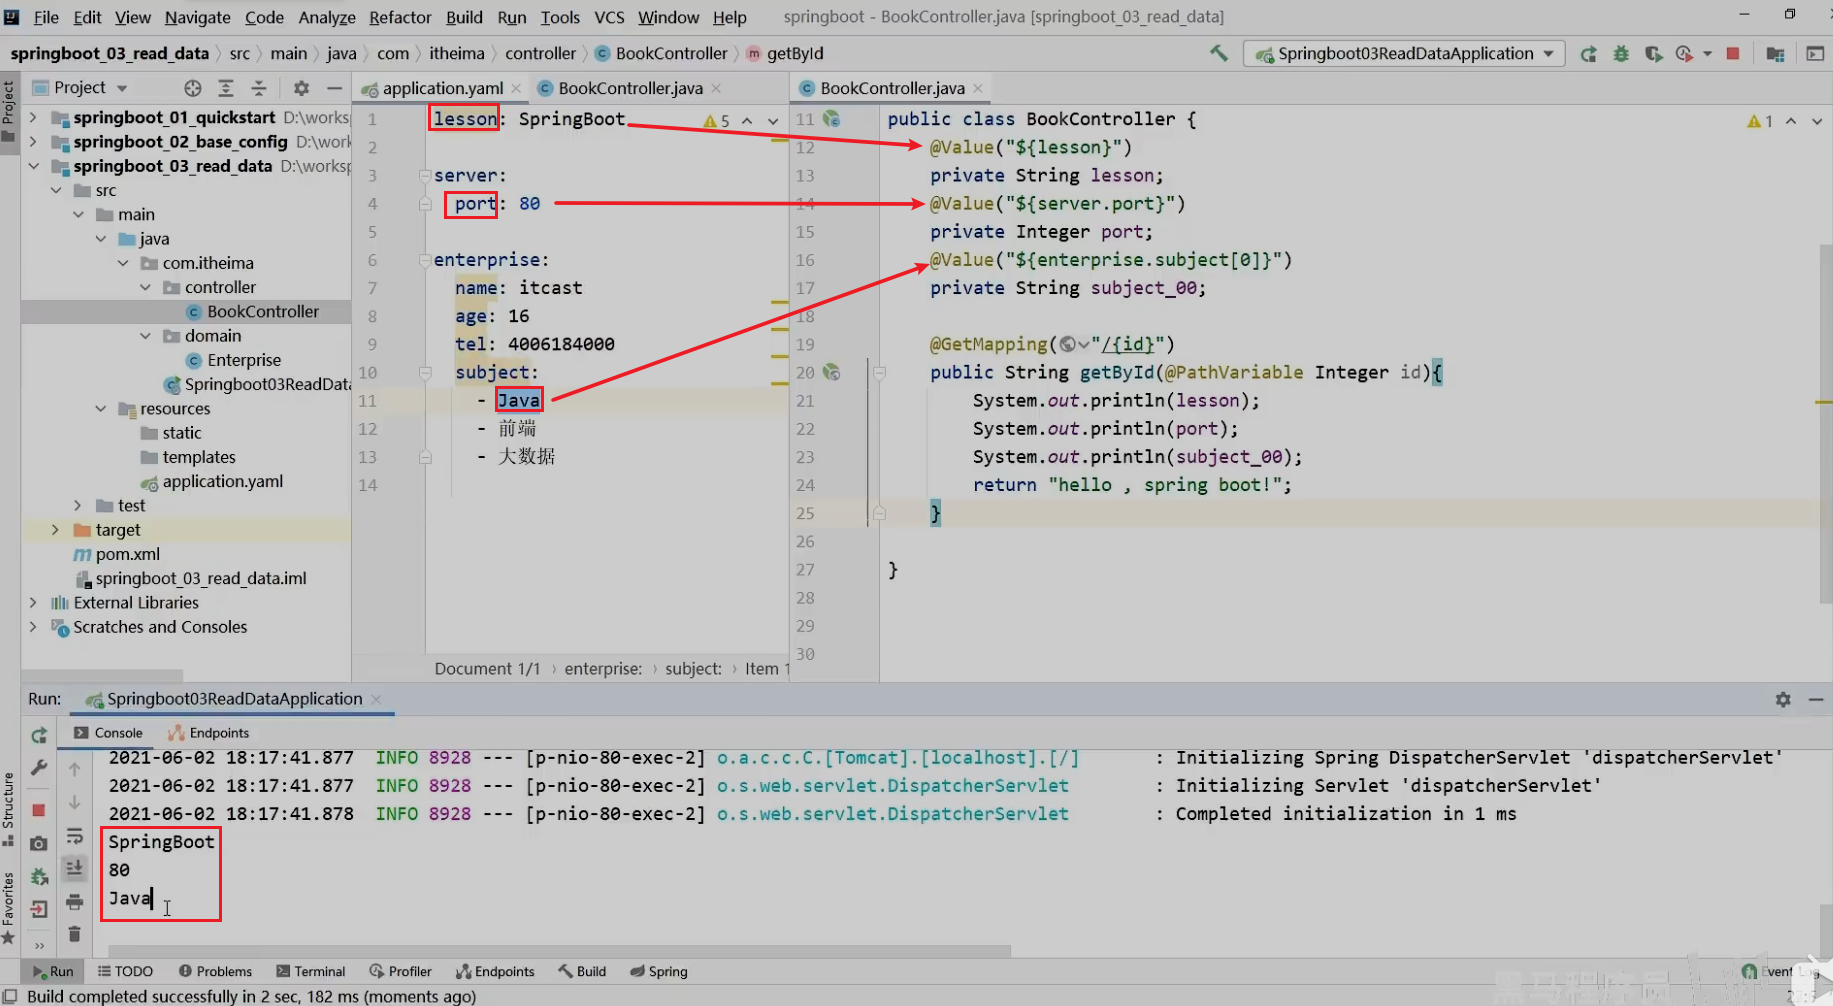 File Edit View Navigate Code Analyze Refactor Build Run Tools VCS Window Help springboot - BookController.java [springboot_03_read_data]
springboot_03_read_data src main java com itheima controller BookController getById Springboot03ReadDataApplication
Project
Project
springboot_01_quickstart D:\works
springboot_02_base_config D:\work
springboot_03_read_data D:\works
src
main
java
com.itheima
controller
BookController
domain
Enterprise
Springboot03ReadData
resources
static
templates
application.yaml
test
target
pom.xml
springboot_03_read_data.iml
External Libraries
Scratches and Consoles
application.yaml BookController.java
1 lesson: SpringBoot 5
2
3 server:
4 port: 80
5
6 enterprise:
7 name: itcast
8 age: 16
9 tel: 4006184000
10 subject:
11 - Java
12 - 前端
13 - 大数据
14
Document 1/1 enterprise: subject: Item 1
BookController.java
11 public class BookController { 1
12 @Value("${lesson}")
13 private String lesson;
14 @Value("${server.port}")
15 private Integer port;
16 @Value("${enterprise.subject[0]}")
17 private String subject_00;
18
19 @GetMapping("/{id}")
20 public String getById(@PathVariable Integer id){
21 System.out.println(lesson);
22 System.out.println(port);
23 System.out.println(subject_00);
24 return "hello , spring boot!";
25 }
26
27 }
28
29
30
Run: Springboot03ReadDataApplication
Console Endpoints
2021-06-02 18:17:41.877 INFO 8928 --- [p-nio-80-exec-2] o.a.c.c.C.[Tomcat].[localhost].[/] : Initializing Spring DispatcherServlet 'dispatcherServlet'
2021-06-02 18:17:41.877 INFO 8928 --- [p-nio-80-exec-2] o.s.web.servlet.DispatcherServlet : Initializing Servlet 'dispatcherServlet'
2021-06-02 18:17:41.878 INFO 8928 --- [p-nio-80-exec-2] o.s.web.servlet.DispatcherServlet : Completed initialization in 1 ms
SpringBoot
80
Java
Structure
Favorites
Run TODO Problems Terminal Profiler Endpoints Build Spring Event Log
Build completed successfully in 2 sec, 182 ms (moments ago)
黑马程序员